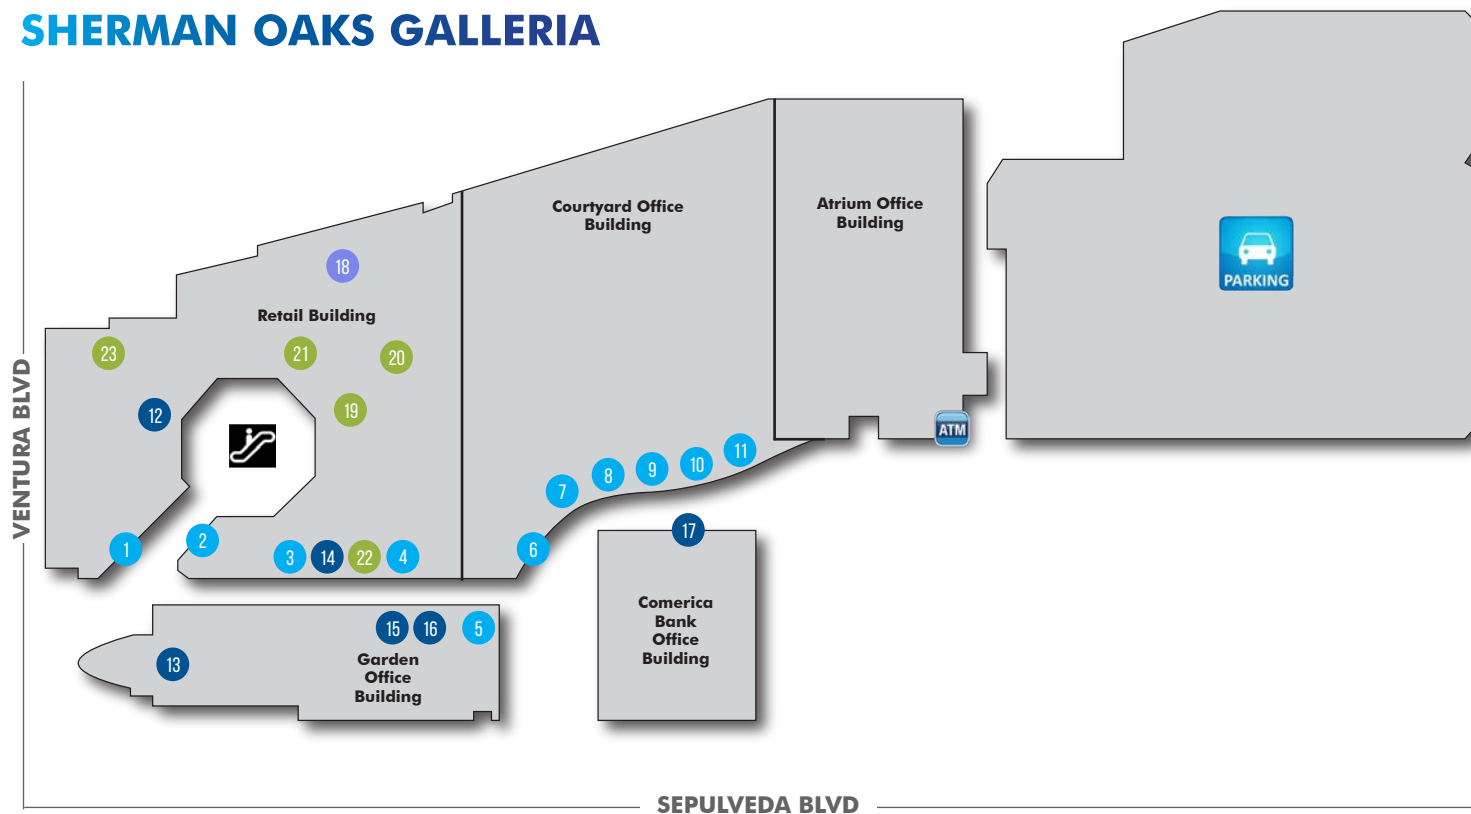 SHERMAN OAKS GALLERIA
Courtyard Office
Building
Atrium Office
Building
18
PARKING
Retail Building
23
21
20
12
19
VENTURA BLVD
ATM
11
10
9
8
7
17
1
2
3
14
22
4
6
15
16
5
13
Garden
Office
Building
Comerica
Bank
Office
Building
SEPULVEDA BLVD